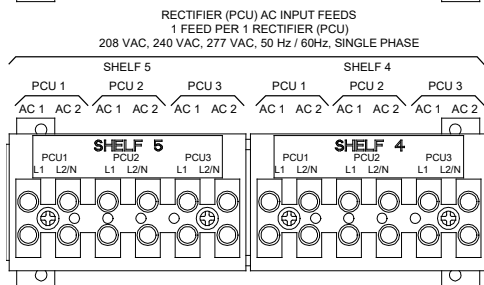 RECTIFIER (PCU) AC INPUT FEEDS
1 FEED PER 1 RECTIFIER (PCU)
208 VAC, 240 VAC, 277 VAC, 50 Hz / 60Hz, SINGLE PHASE
SHELF 5 SHELF 4
PCU 1 PCU 2 PCU 3 PCU 1 PCU 2 PCU 3
AC 1 AC 2 AC 1 AC 2 AC 1 AC 2 AC 1 AC 2 AC 1 AC 2 AC 1 AC 2
SHELF 5 SHELF 4
PCU1 PCU2 PCU3 PCU1 PCU2 PCU3
L1 L2/N L1 L2/N L1 L2/N L1 L2/N L1 L2/N L1 L2/N